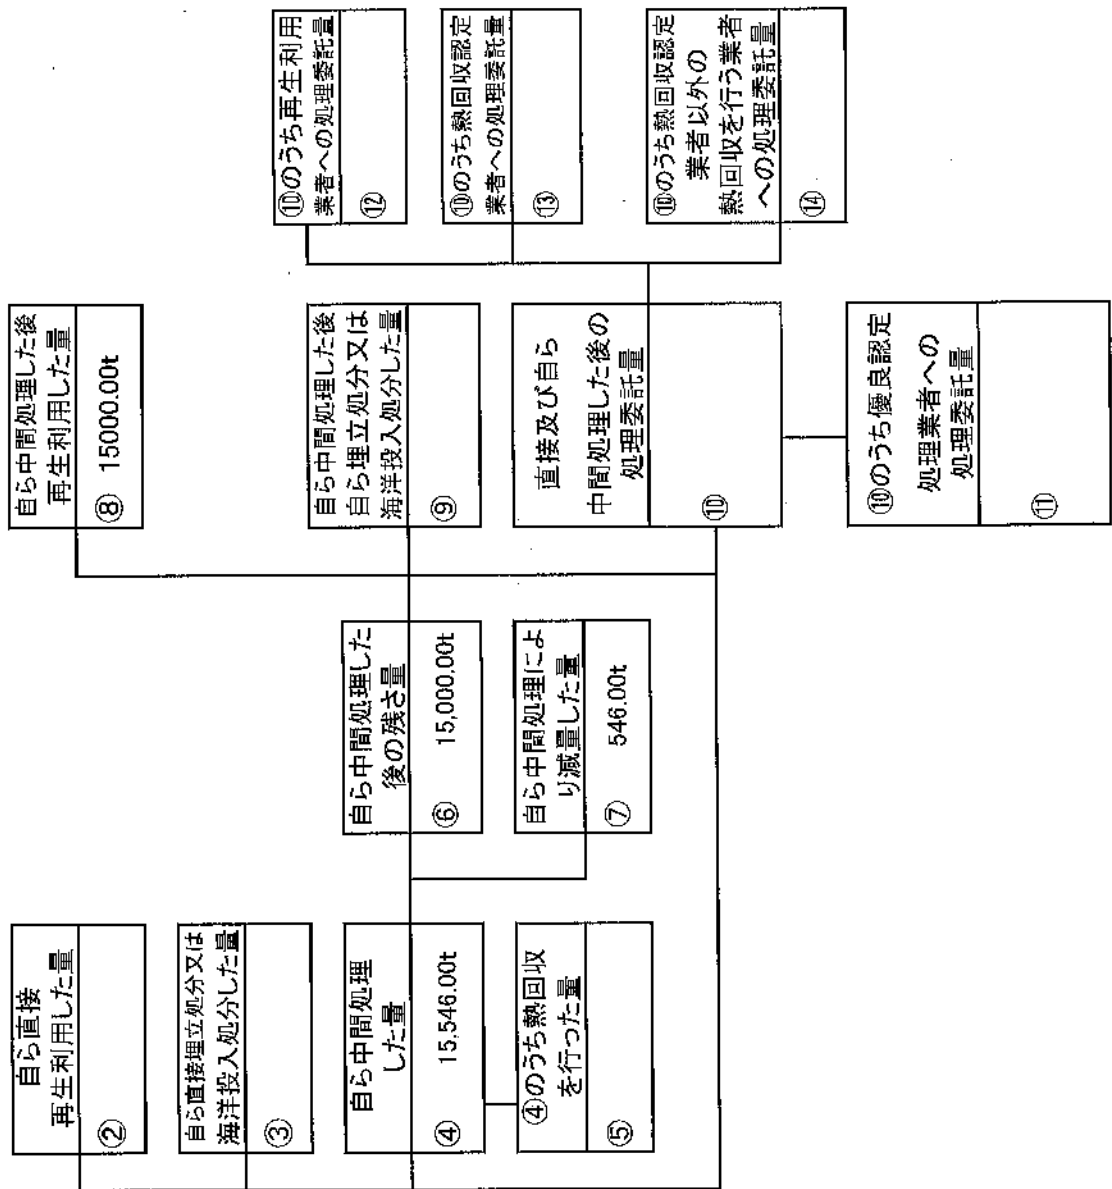 自ら直接
再生利用した量
②
自ら直接埋立処分又は
海洋投入処分した量
③
自ら中間処理
した量
④ 15,546.00t
④のうち熱回収
を行った量
⑤
自ら中間処理した
後の残さ量
⑥ 15,000.00t
自ら中間処理によ
り減量した量
⑦ 546.00t
自ら中間処理した後
再生利用した量
⑧ 15000.00t
自ら中間処理した後
自ら埋立処分又は
海洋投入処分した量
⑨
直接及び自ら
中間処理した後の
処理委託量
⑩
⑩のうち優良認定
処理業者への
処理委託量
⑪
⑩のうち再生利用
業者への処理委託量
⑫
⑩のうち熱回収認定
業者への処理委託量
⑬
⑩のうち熱回収認定
業者以外の
熱回収を行う業者
への処理委託量
⑭